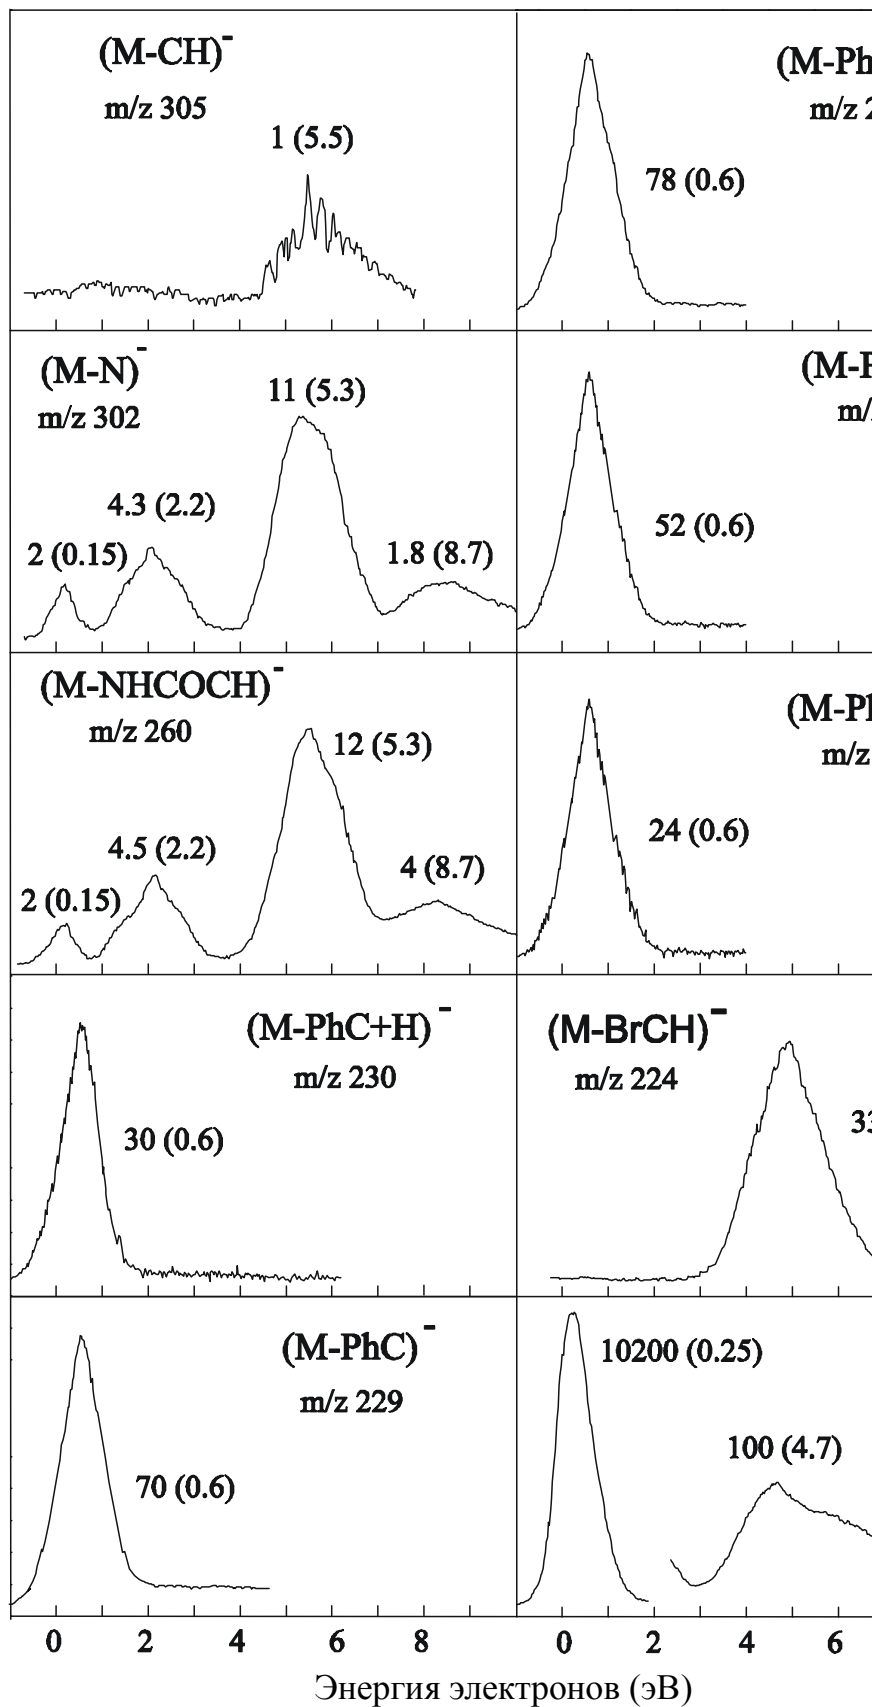 (M-CH)⁻
m/z 305
1 (5.5)
(M-N)⁻
m/z 302
2 (0.15)
4.3 (2.2)
11 (5.3)
1.8 (8.7)
(M-NHCOCH)⁻
m/z 260
2 (0.15)
4.5 (2.2)
12 (5.3)
4 (8.7)
(M-PhC+H)⁻
m/z 230
30 (0.6)
(M-PhC)⁻
m/z 229
70 (0.6)
0 2 4 6 8
(M-Ph
m/z 2
78 (0.6)
52 (0.6)
m/z
24 (0.6)
(M-BrCH)⁻
m/z 224
33
10200 (0.25)
100 (4.7)
0 2 4 6
Энергия электронов (эВ)